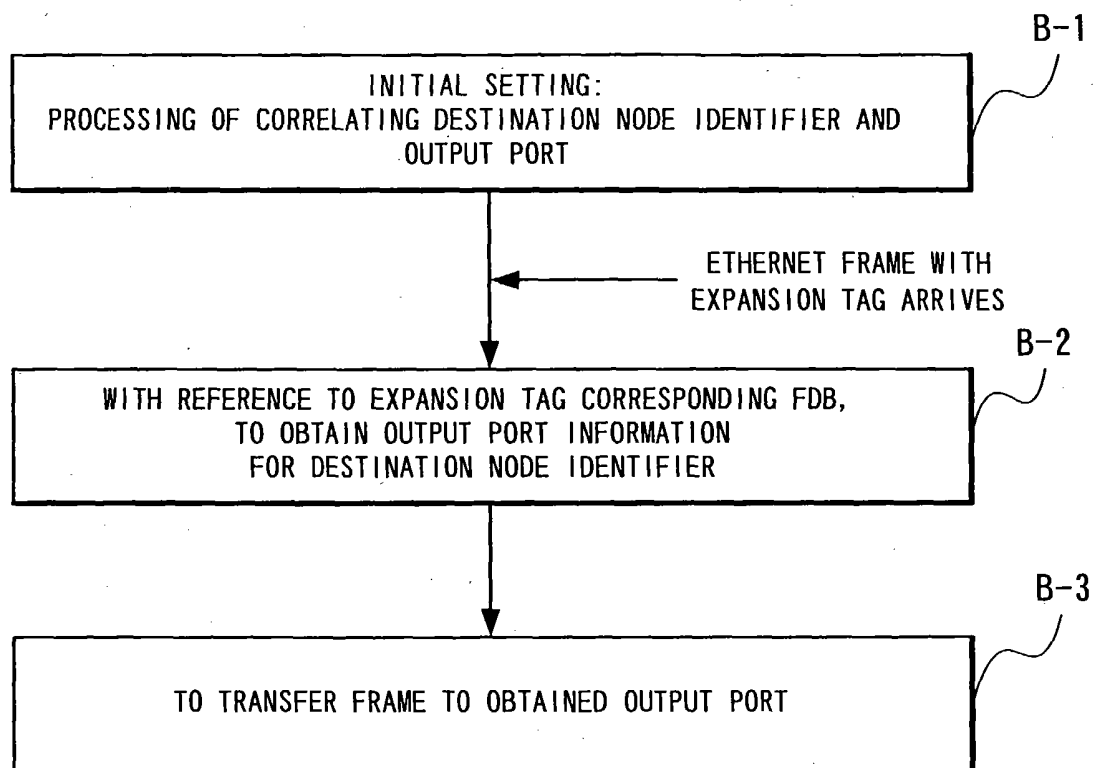 B-1
INITIAL SETTING:
PROCESSING OF CORRELATING DESTINATION NODE IDENTIFIER AND
OUTPUT PORT
ETHERNET FRAME WITH
EXPANSION TAG ARRIVES
B-2
WITH REFERENCE TO EXPANSION TAG CORRESPONDING FDB,
TO OBTAIN OUTPUT PORT INFORMATION
FOR DESTINATION NODE IDENTIFIER
B-3
TO TRANSFER FRAME TO OBTAINED OUTPUT PORT